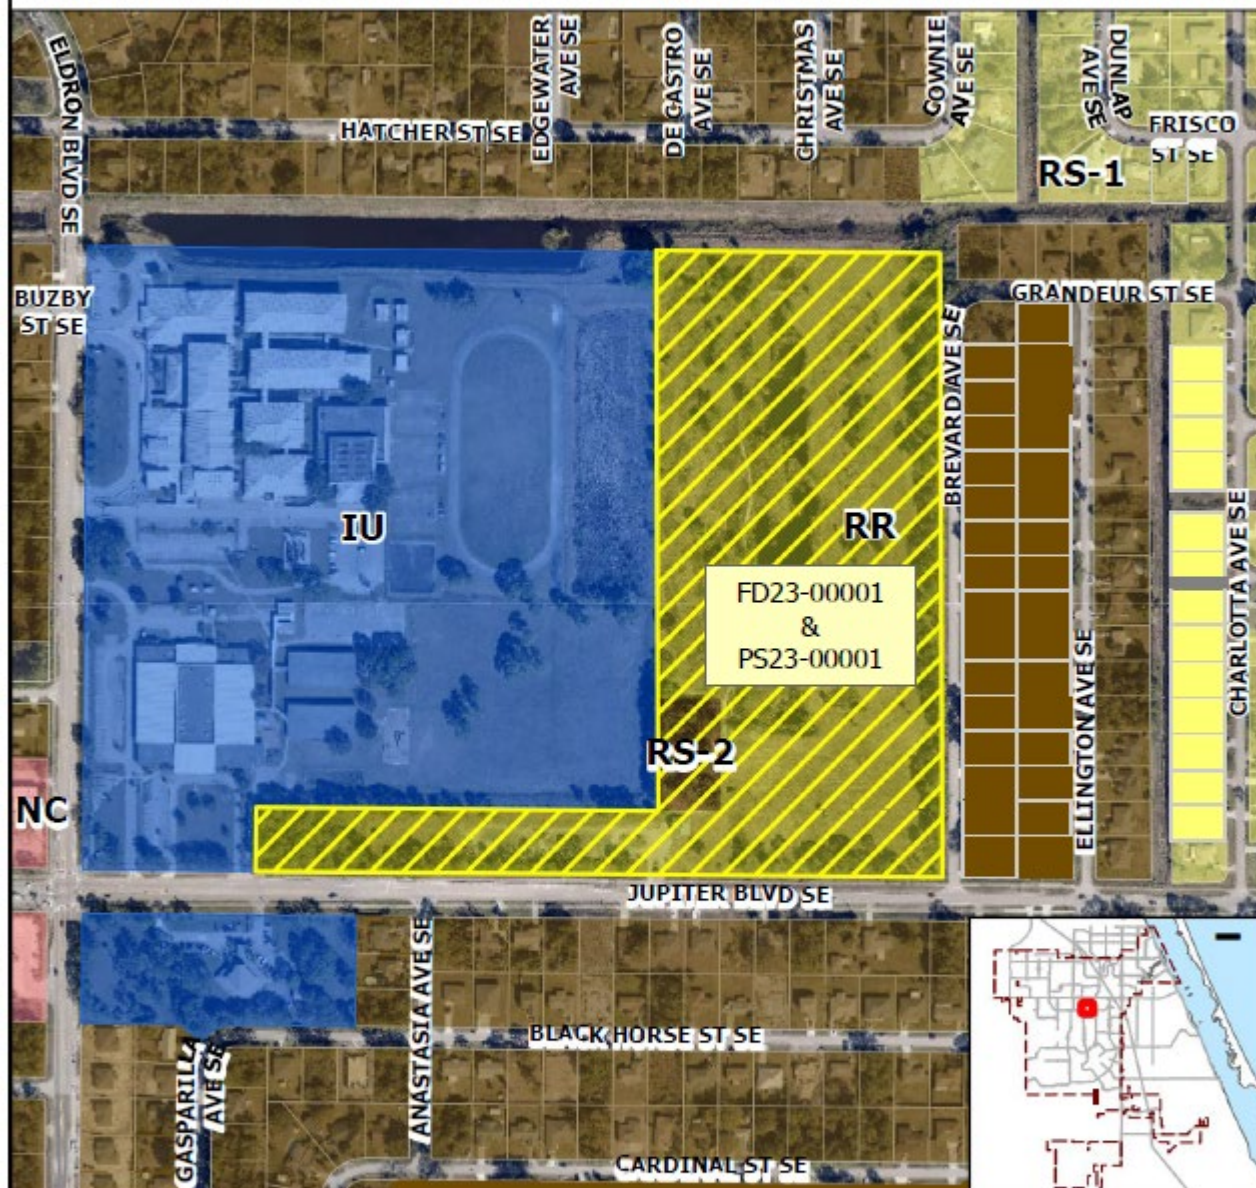 ELDRON BLVD SE
EDGEWATER
AVE SE
DE CASTRO
AVE SE
CHRISTMAS
AVE SE
COWNIE
AVE SE
DUNLAP
AVE SE
HATCHER ST SE
FRISCO
ST SE
RS-1
BUZBY
ST SE
GRANDEUR ST SE
BREVARD AVE SE
IU
RR
FD23-00001
&
PS23-00001
CHARLOTTA AVE SE
ELLINGTON AVE SE
RS-2
NC
JUPITER BLVD SE
ANASTASIA AVE SE
BLACK HORSE ST SE
GASPARILLA
AVE SE
CARDINAL ST SE